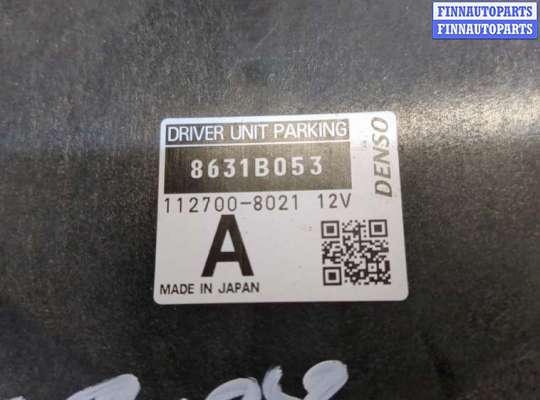 FINNAUTOPARTS
FINNAUTOPARTS
DRIVER UNIT PARKING
8631B053
DENSO
112700-8021 12V
A
MADE IN JAPAN